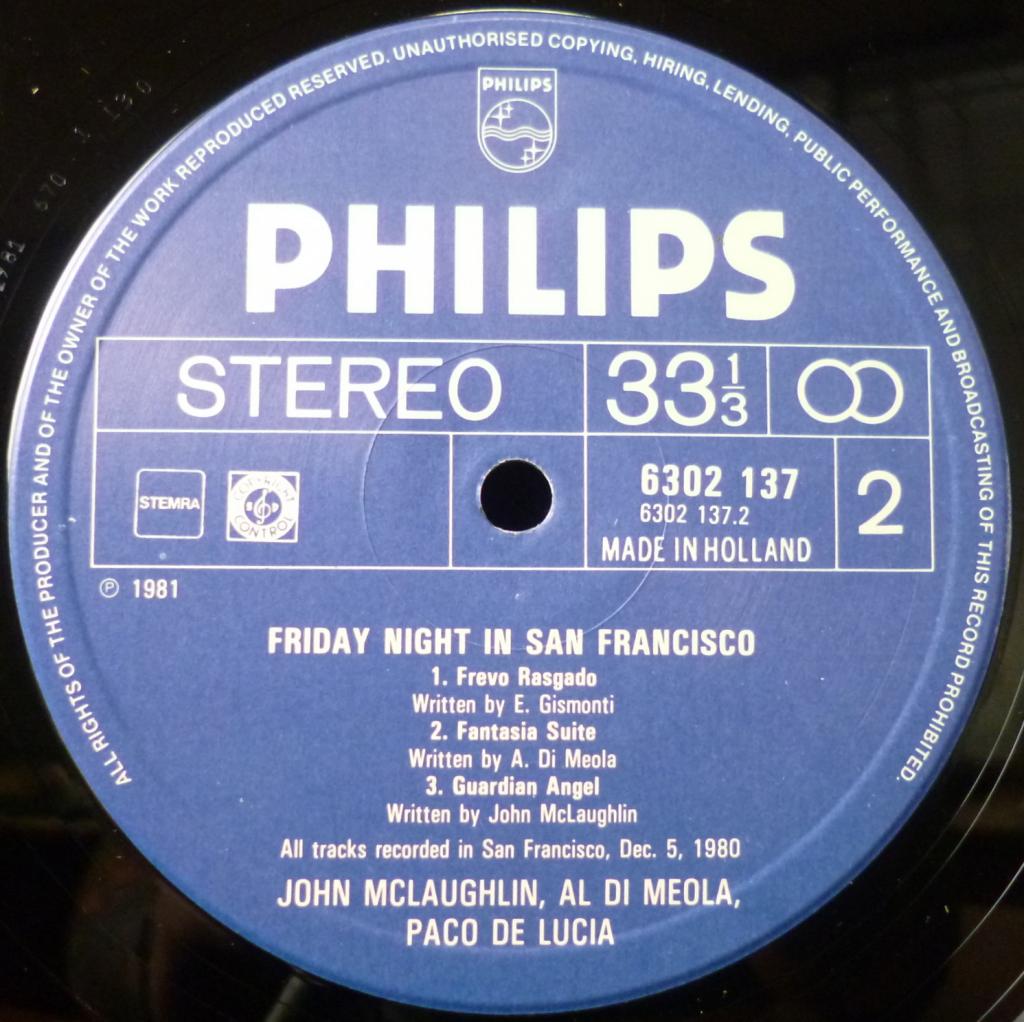 ALL RIGHTS OF THE PRODUCER AND OF THE OWNER OF THE WORK REPRODUCED RESERVED. UNAUTHORISED COPYING, HIRING, LENDING, PUBLIC PERFORMANCE AND BROADCASTING OF THIS RECORD PROHIBITED.
PHILIPS
PHILIPS
STEREO
33 1/3
STEMRA
COPYRIGHT CONTROL
6302 137
6302 137.2
MADE IN HOLLAND
2
℗ 1981
FRIDAY NIGHT IN SAN FRANCISCO
1. Frevo Rasgado
Written by E. Gismonti
2. Fantasia Suite
Written by A. Di Meola
3. Guardian Angel
Written by John McLaughlin
All tracks recorded in San Francisco, Dec. 5, 1980
JOHN MCLAUGHLIN, AL DI MEOLA,
PACO DE LUCIA